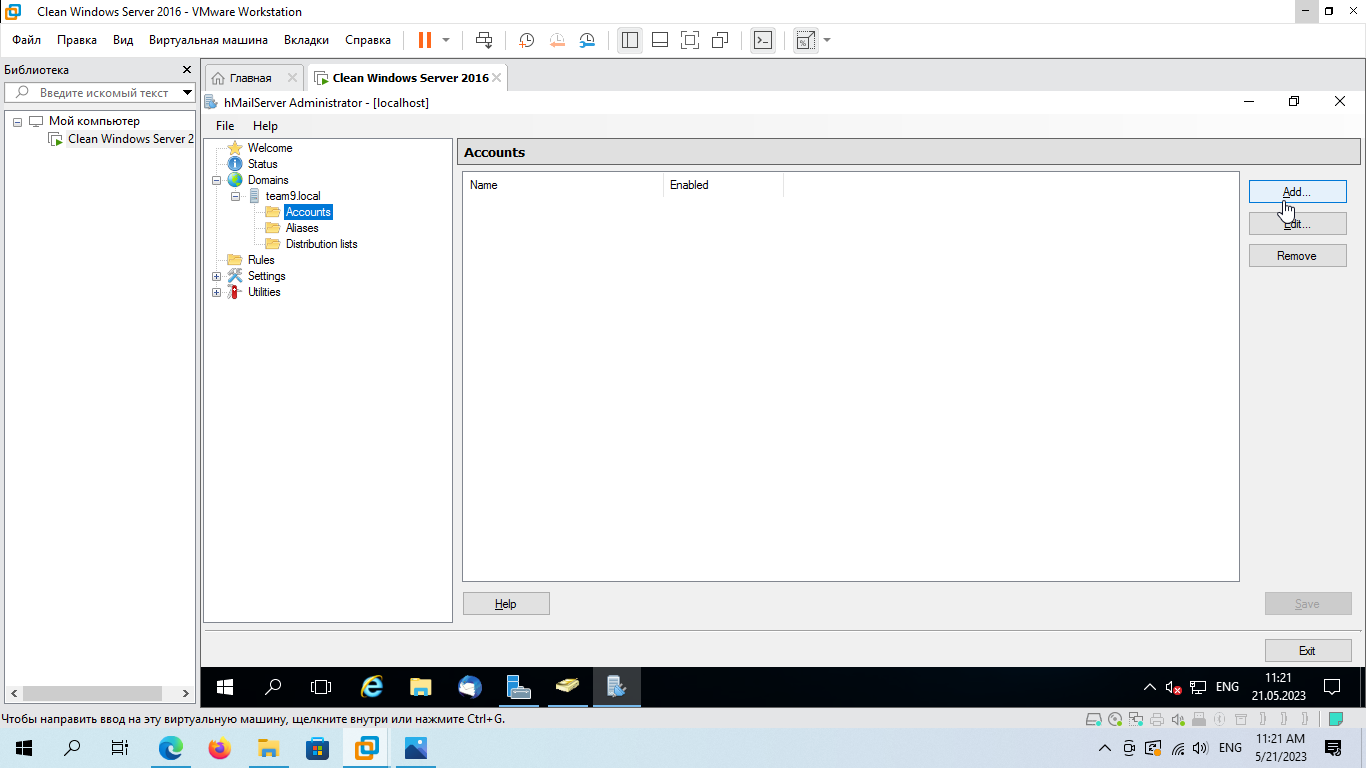 Clean Windows Server 2016 - VMware Workstation
Файл Правка Вид Виртуальная машина Вкладки Справка
Библиотека
Введите искомый текст
Мой компьютер
Clean Windows Server 2
Главная
Clean Windows Server 2016
hMailServer Administrator - [localhost]
File Help
Welcome
Status
Domains
team9.local
Accounts
Aliases
Distribution lists
Rules
Settings
Utilities
Accounts
Name Enabled
Add...
Edit...
Remove
Help
Save
Exit
ENG
11:21
21.05.2023
Чтобы направить ввод на эту виртуальную машину, щелкните внутри или нажмите Ctrl+G.
ENG
11:21 AM
5/21/2023